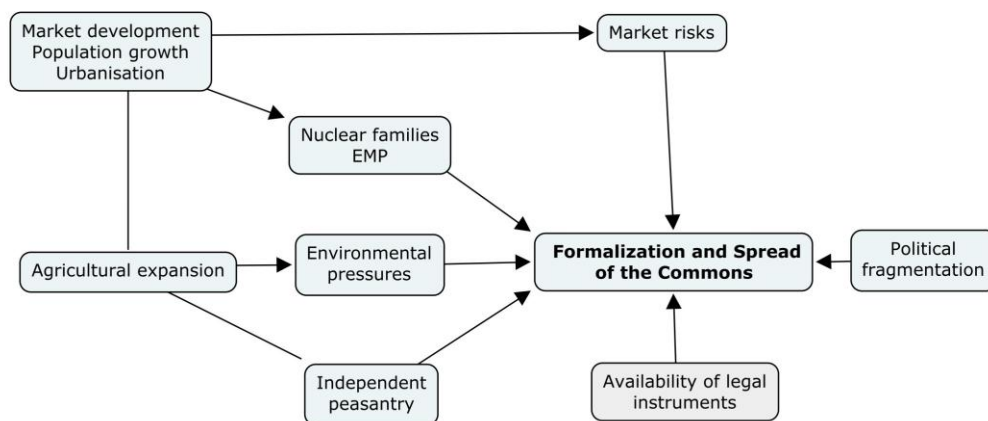 Market development
Population growth
Urbanisation
Market risks
Nuclear families
EMP
Agricultural expansion
Environmental
pressures
Formalization and Spread
of the Commons
Political
fragmentation
Independent
peasantry
Availability of legal
instruments